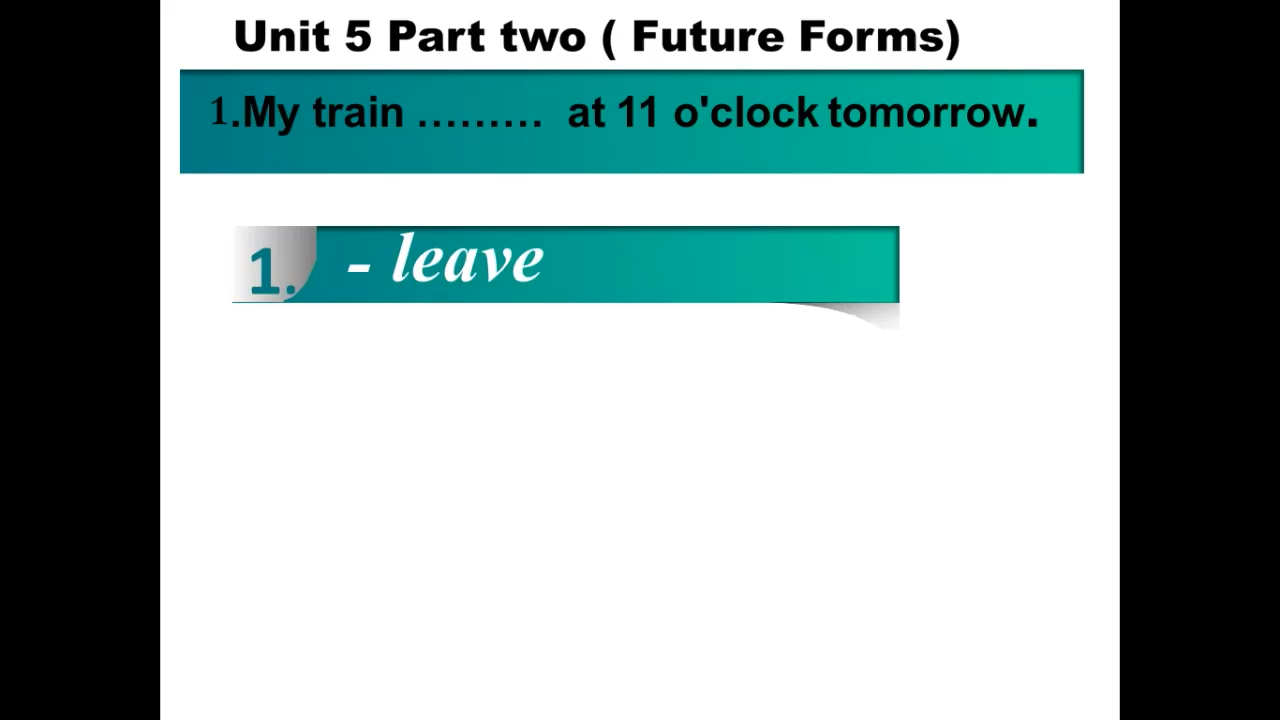 Unit 5 Part two ( Future Forms)
1.My train ......... at 11 o'clock tomorrow.
1. - leave